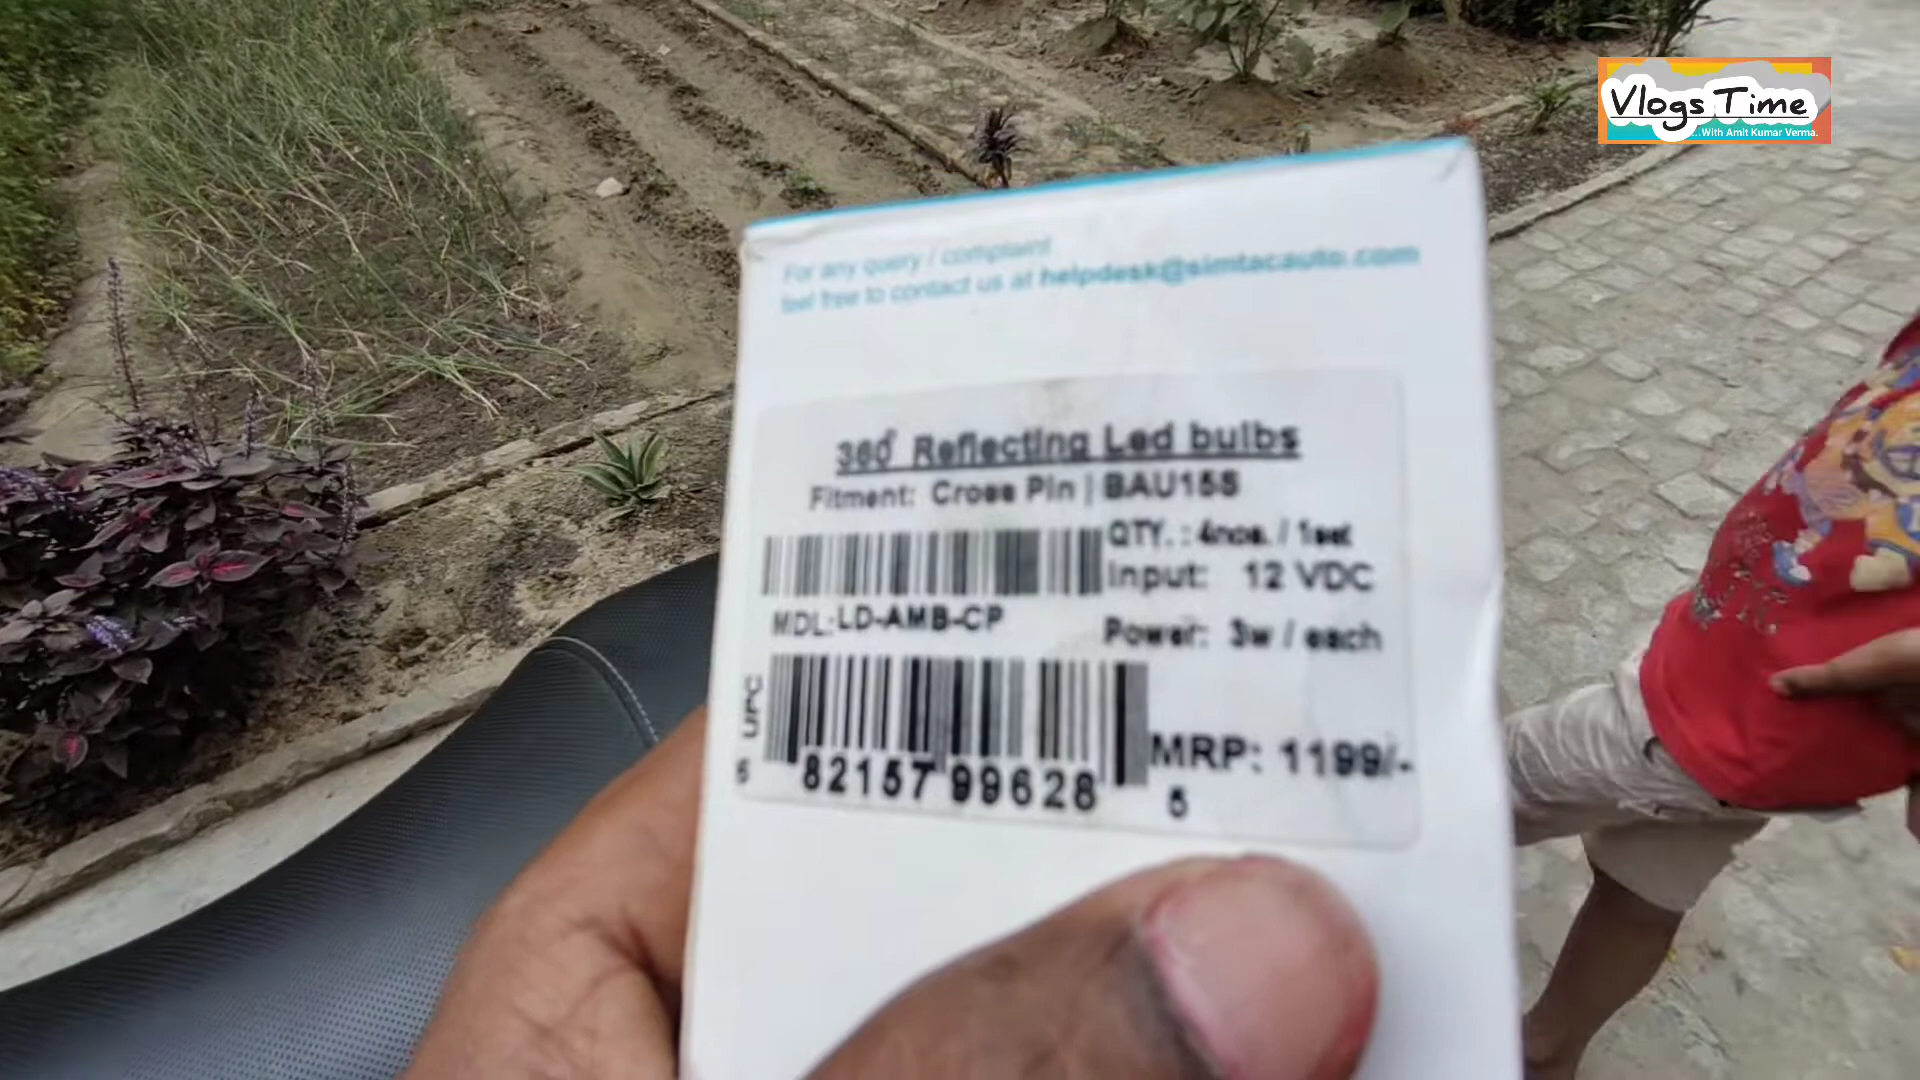 Vlogs Time
...With Amit Kumar Verma.
For any query / complaint
feel free to contact us at helpdesk@simtacauto.com
360° Reflecting Led bulbs
Fitment: Cross Pin | BAU15S
QTY. : 4nos. / 1set
Input: 12 VDC
MDL:LD-AMB-CP
Power: 3w / each
UPC
MRP: 1199/-
6 82157 99628 5